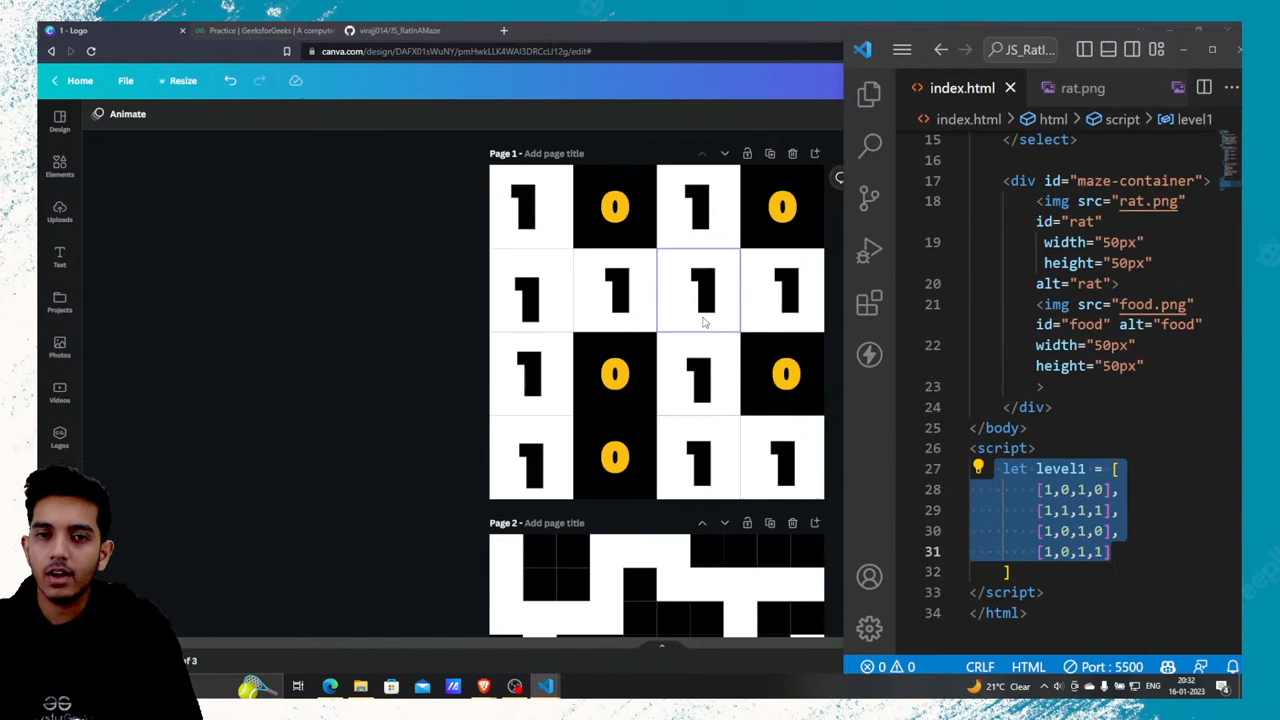 1 - Logo
Practice | GeeksforGeeks | A compute
virajj014/JS_RatInAMaze
canva.com/design/DAFX01sWuNY/pmHwkLLK4WAI3DRCcLI12g/edit#
Home
File
Resize
Animate
Design
Elements
Uploads
Text
Projects
Photos
Videos
Logos
Page 1 - Add page title
1 0 1 0
1 1 1 1
1 0 1 0
1 0 1 1
Page 2 - Add page title
of 3
JS_RatI...
index.html
rat.png
index.html > html > script > level1
15 </select>
16
17 <div id="maze-container">
18 <img src="rat.png"
id="rat"
19 width="50px"
height="50px"
20 alt="rat">
21 <img src="food.png"
id="food" alt="food"
22 width="50px"
height="50px"
23 >
24 </div>
25 </body>
26 <script>
27 let level1 = [
28 [1,0,1,0],
29 [1,1,1,1],
30 [1,0,1,0],
31 [1,0,1,1]
32 ]
33 </script>
34 </html>
0 0 CRLF HTML Port : 5500
21°C Clear
ENG
20:32
16-01-2023
4